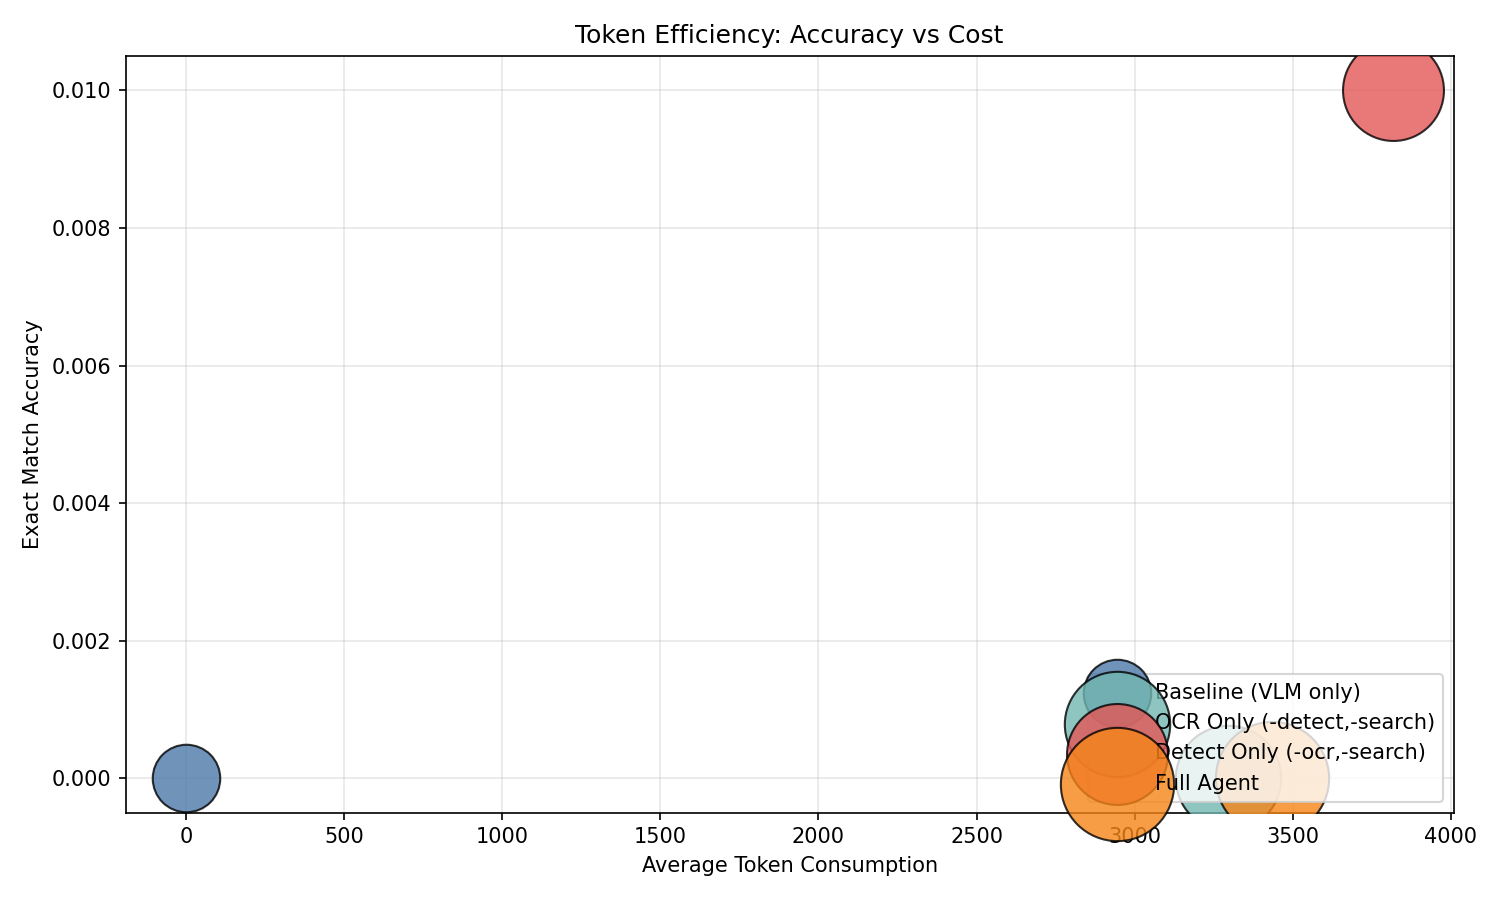 Token Efficiency: Accuracy vs Cost
0.010
0.008
0.006
0.004
0.002
0.000
Exact Match Accuracy
Baseline (VLM only)
OCR Only (-detect,-search)
Detect Only (-ocr,-search)
Full Agent
0 500 1000 1500 2000 2500 3000 3500 4000
Average Token Consumption